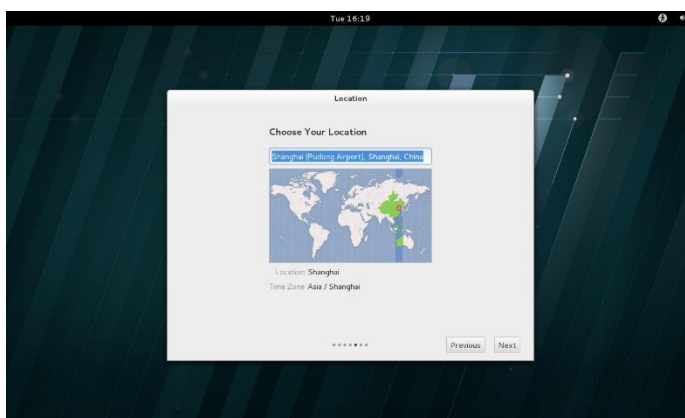 Tue 16:19
Location
Choose Your Location
Shanghai (Pudong Airport), Shanghai, China
Location Shanghai
Time Zone Asia / Shanghai
Previous Next